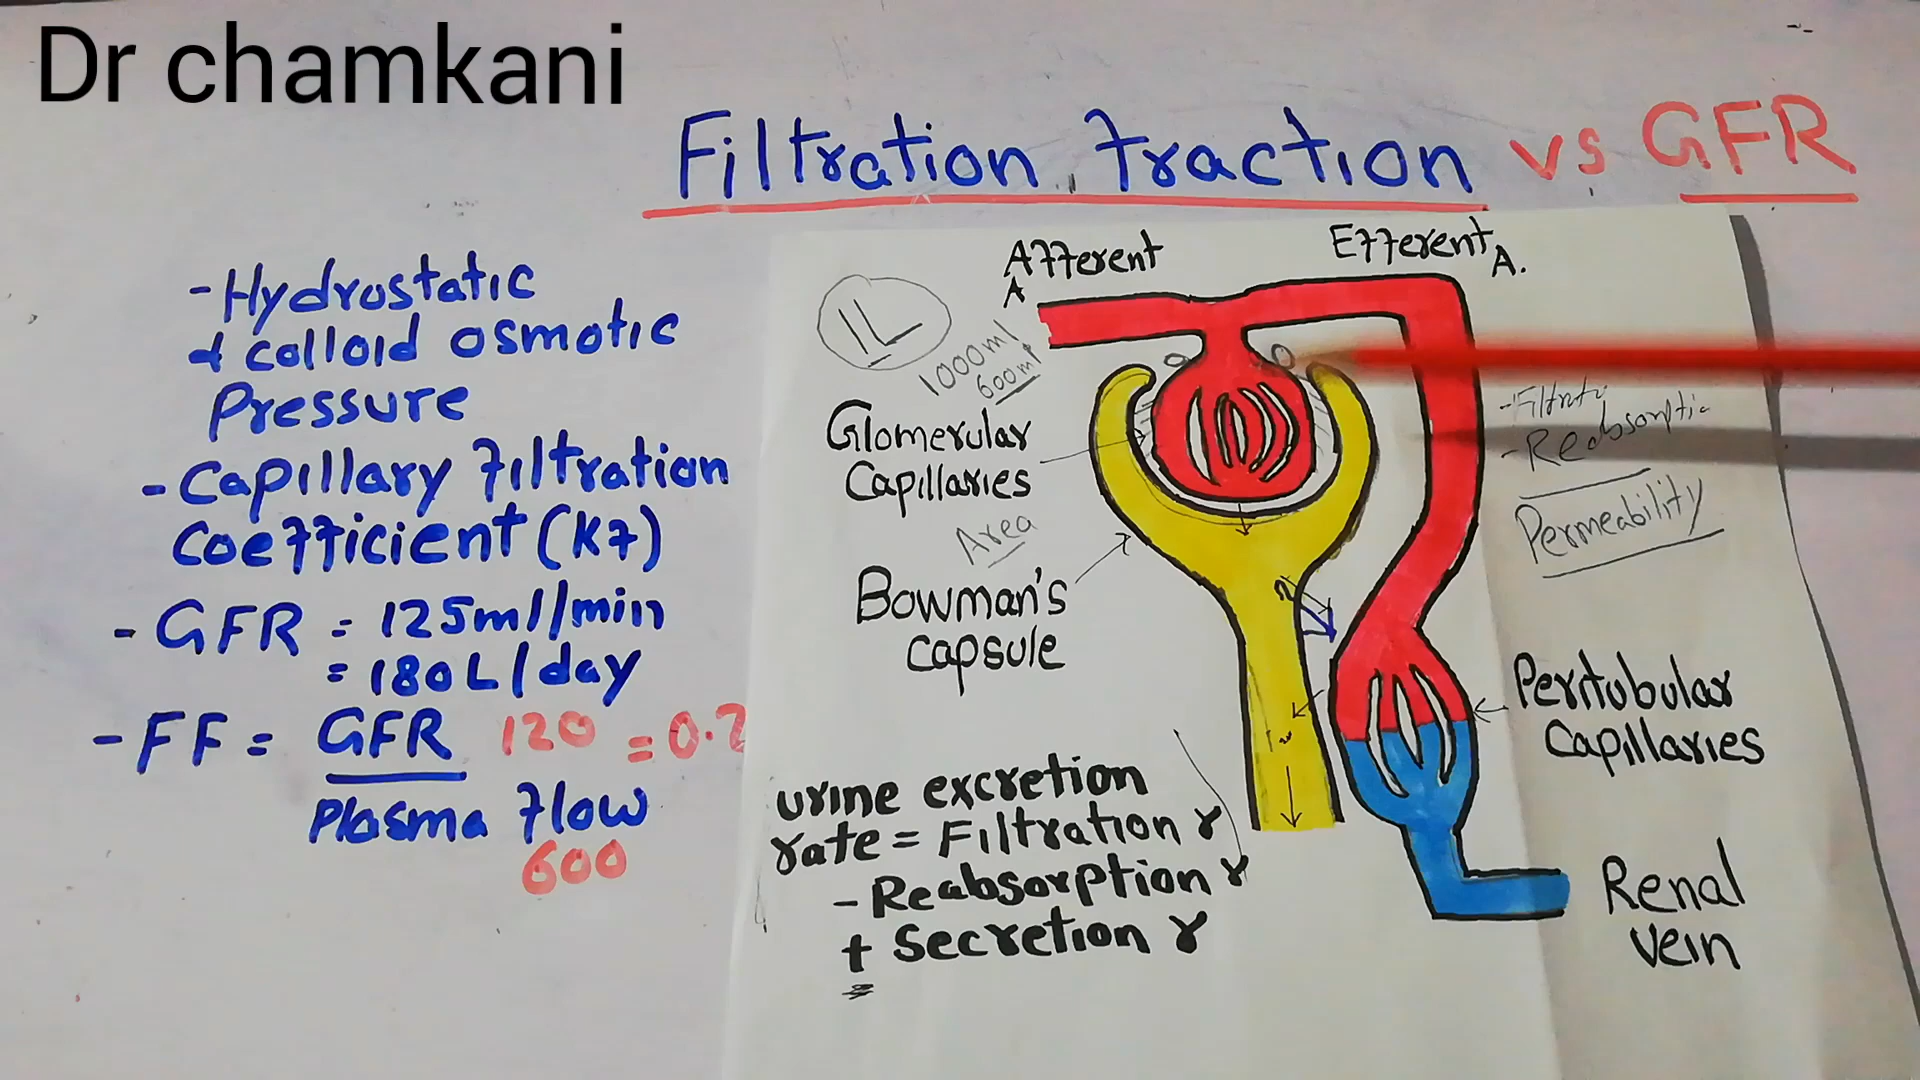 Dr chamkani
Filtration fraction vs GFR
- Hydrostatic
& colloid osmotic
Pressure
- Capillary filtration
Coefficient (Kf)
- GFR = 125ml/min
= 180L/day
- FF = GFR 120 = 0.2
Plasma flow
600
Afferent
A
Efferent
A.
1L
1000ml
600ml
Glomerular
Capillaries
Area
Bowman's
capsule
- Reabsorptio
Permeability
Peritubular
Capillaries
urine excretion
rate = Filtration r
- Reabsorption r
+ Secretion r
=
Renal
vein